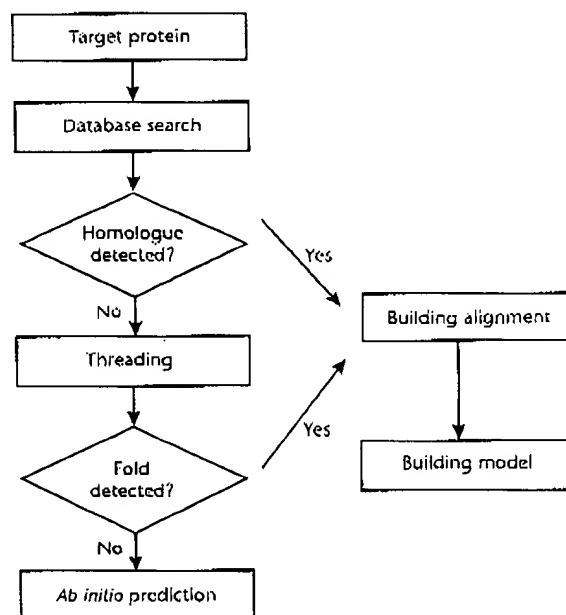 Target protein
Database search
Homologue
detected?
Yes
No
Building alignment
Threading
Yes
Fold
detected?
Building model
No
Ab initio prediction